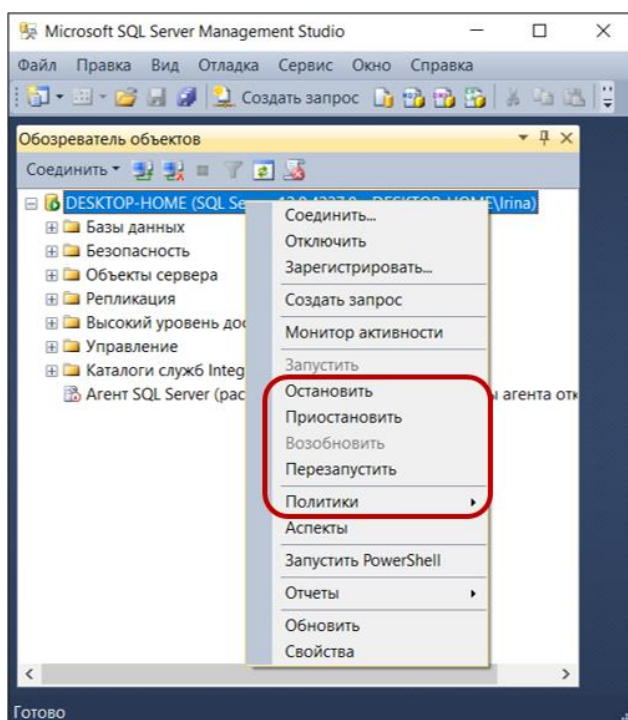 Microsoft SQL Server Management Studio
Файл Правка Вид Отладка Сервис Окно Справка
Создать запрос
Обозреватель объектов
Соединить
DESKTOP-HOME (SQL Se \Irina)
Базы данных
Безопасность
Объекты сервера
Репликация
Высокий уровень до
Управление
Каталоги служб Integ
Агент SQL Server (рас агента отк
Соединить...
Отключить
Зарегистрировать...
Создать запрос
Монитор активности
Запустить
Остановить
Приостановить
Возобновить
Перезапустить
Политики
Аспекты
Запустить PowerShell
Отчеты
Обновить
Свойства
Готово